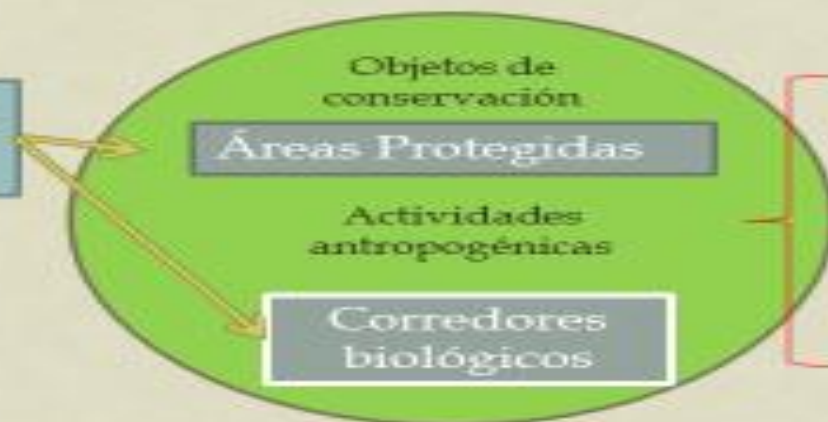 Objetos de
conservación
Áreas Protegidas
Actividades
antropogénicas
Corredores
biológicos